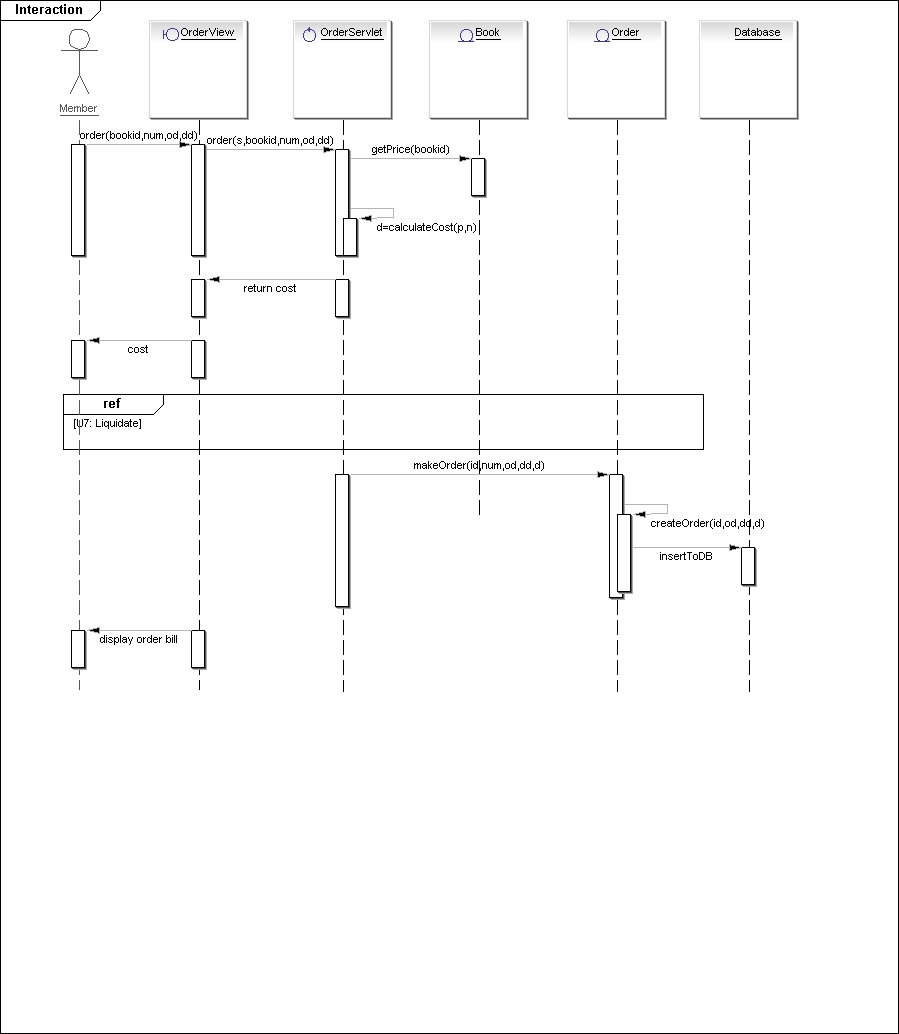 Interaction
OrderView
OrderServlet
Book
Order
Database
Member
order(bookid,num,od,dd)
order(s,bookid,num,od,dd)
getPrice(bookid)
d=calculateCost(p,n)
return cost
cost
ref
[U7: Liquidate]
makeOrder(id,num,od,dd,d)
createOrder(id,od,dd,d)
insertToDB
display order bill